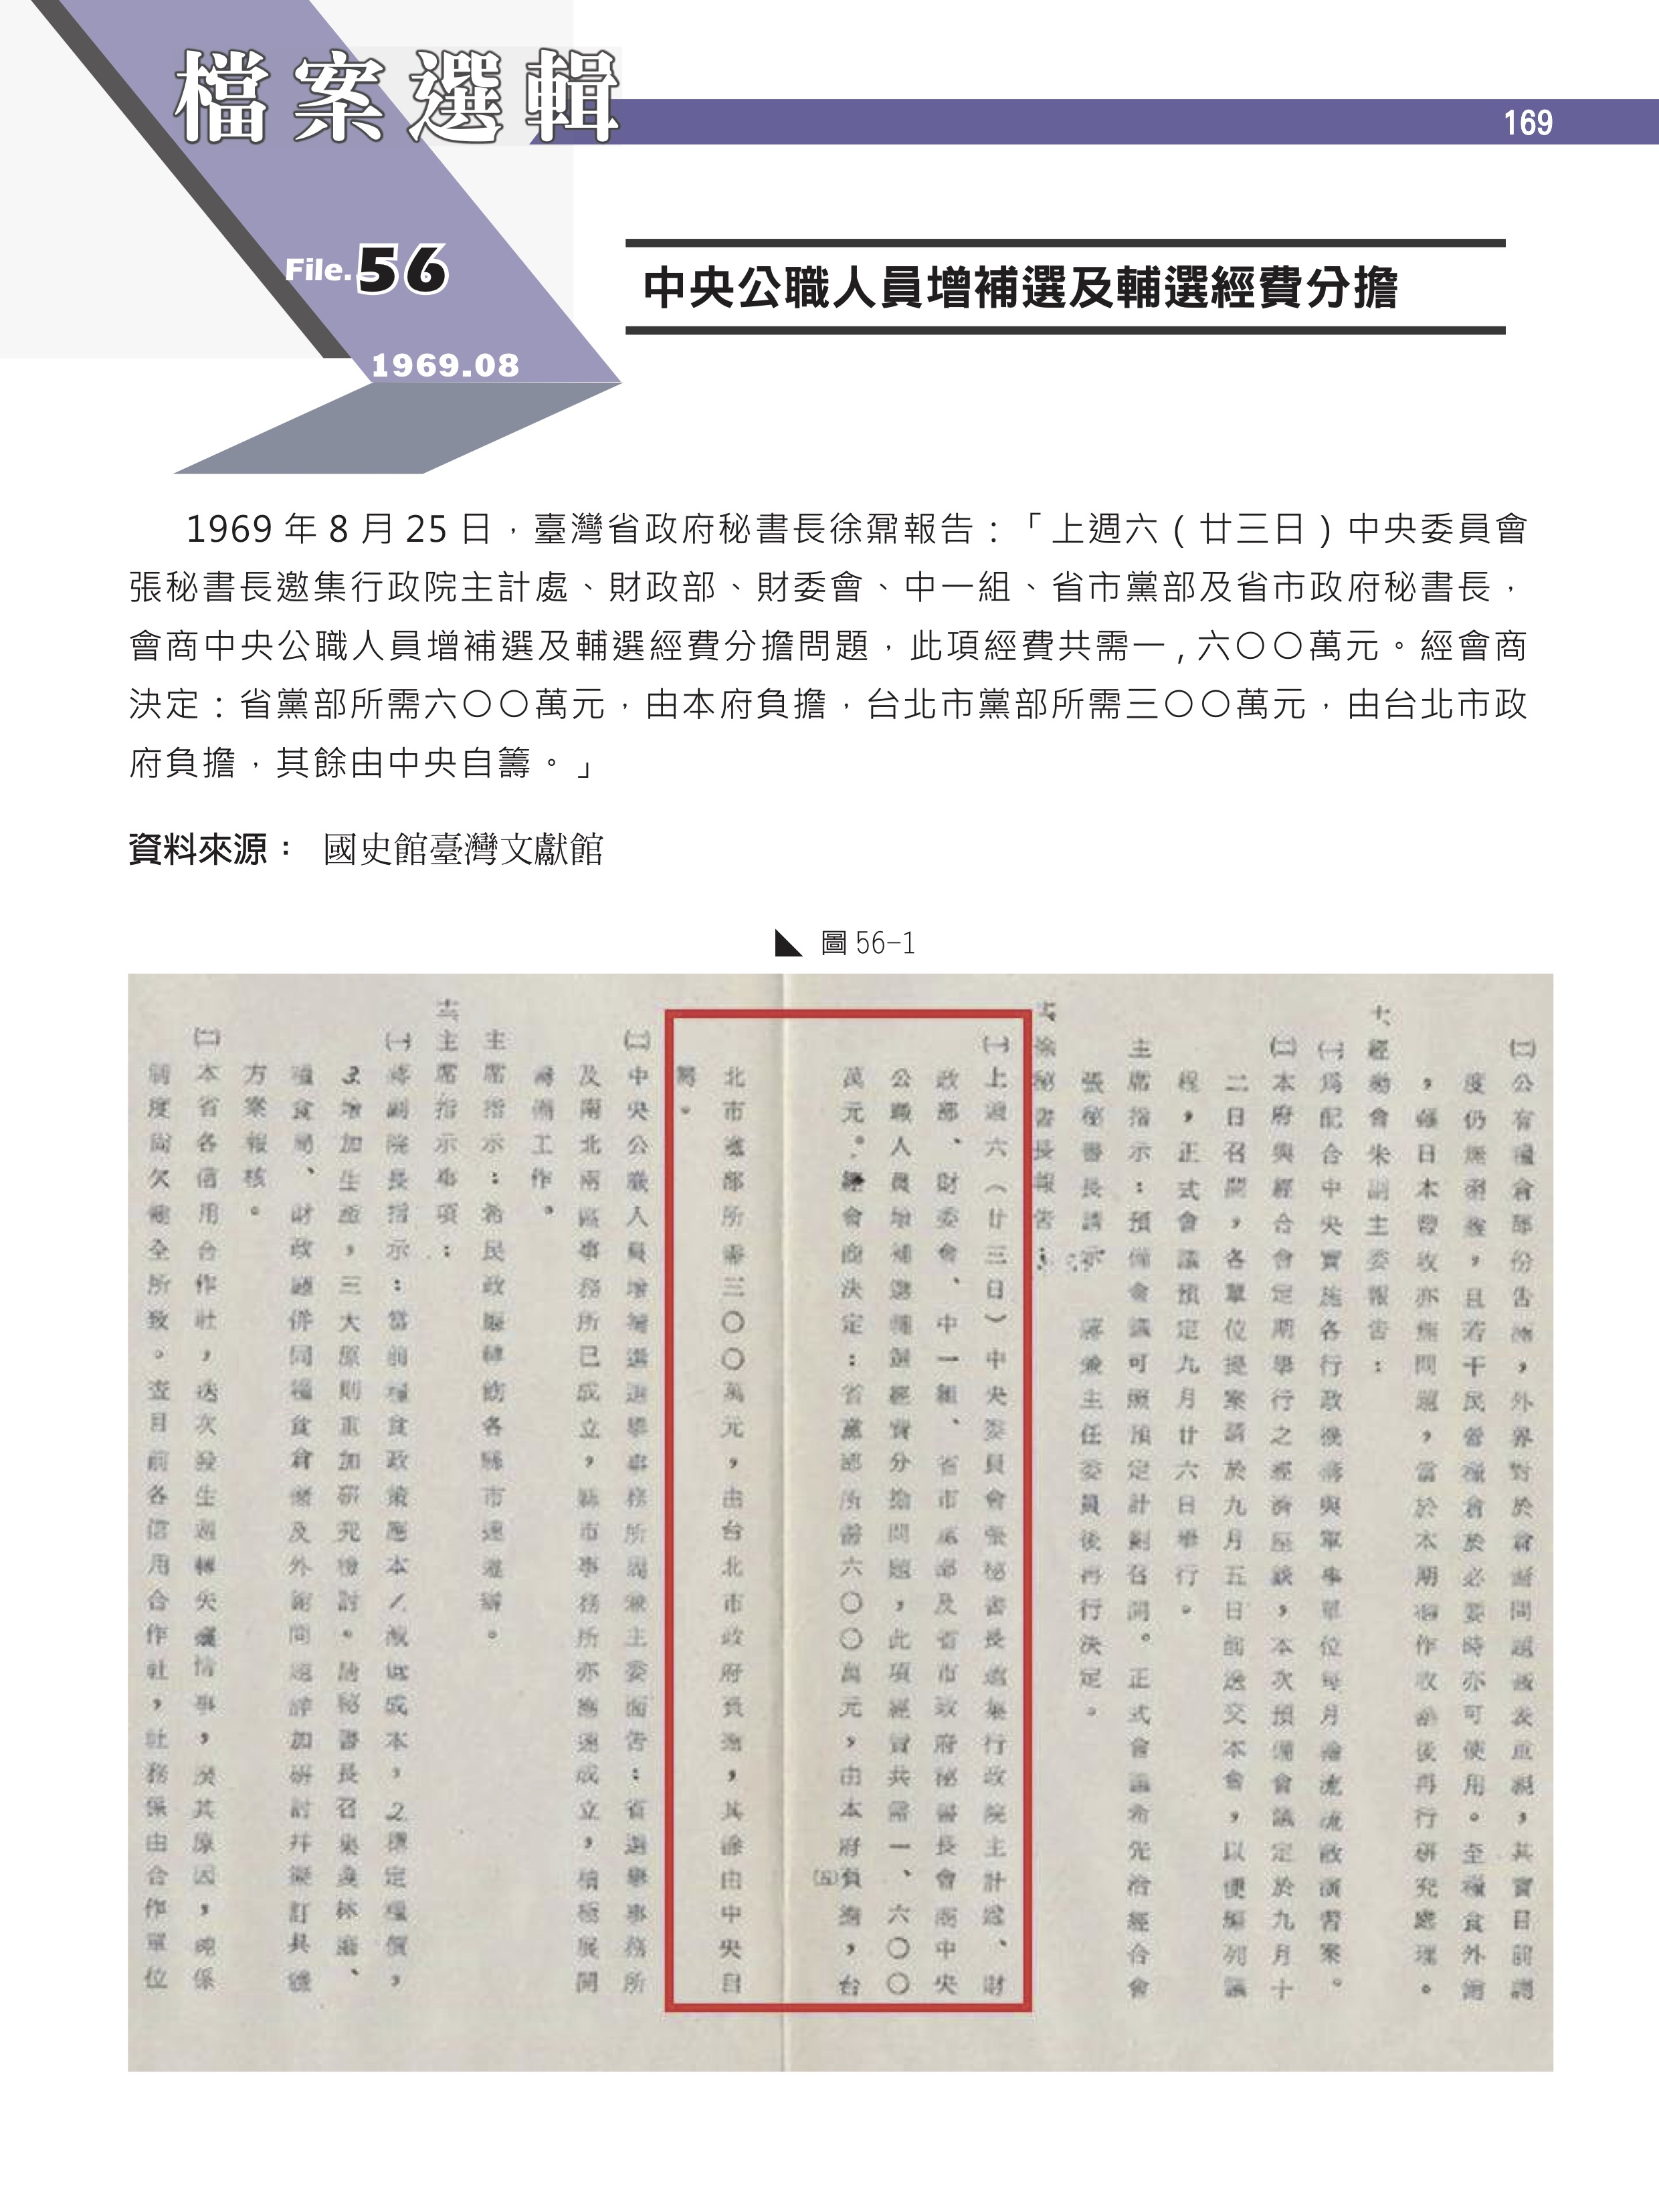 檔案選輯
169
File.56
1969.08
中央公職人員增補選及輔選經費分擔
1969 年 8 月 25 日，臺灣省政府秘書長徐鼐報告：「上週六（廿三日）中央委員會
張秘書長邀集行政院主計處、財政部、財委會、中一組、省市黨部及省市政府秘書長，
會商中央公職人員增補選及輔選經費分擔問題，此項經費共需一,六〇〇萬元。經會商
決定：省黨部所需六〇〇萬元，由本府負擔，台北市黨部所需三〇〇萬元，由台北市政
府負擔，其餘由中央自籌。」
資料來源： 國史館臺灣文獻館
圖 56-1
㈡公有糧倉部份告滿，外界對於倉儲問題，其實目前調
度仍無，且若干民營糧倉於必要時亦可使用。至糧食外銷
，日本豐收亦無問題，當於本期稻作收後再行研究處理。
經動會朱副主委報告：
㈠為配合中央實施各行政機與軍事單位每月演習案。
㈡本府與經合會定期舉行之經濟座談，本次預備會議定於九月十
二日召開，各單位提案請於九月五日前送交本會，以便編列議
程，正式會議預定九月廿六日舉行。
主席指示：預備會議可照預定計劃召開。正式會議希先洽經合會
張秘書長請示 蔣兼主任委員後再行決定。
徐秘書長報告：
㈠上週六（廿三日）中央委員會張秘書長邀集行政院主計處、財
政部、財委會、中一組、省市黨部及省市政府秘書長會商中央
公職人員增補選輔選經費分擔問題，此項經費共需一、六〇〇
萬元。經會商決定：省黨部所需六〇〇萬元，由本府負擔，台
㈤
北市黨部所需三〇〇萬元，由台北市政府負擔，其餘由中央自
籌。
㈡中央公職人員增補選選舉事務所周兼主委面告：省選舉事務所
及南北兩區事務所已成立，縣市事務所亦應速成立，積極展開
籌備工作。
主席指示：希民政廳轉飭各縣市速遵辦。
主席指示事項：
㈠蔣副院長指示：當前糧食政策應本1.減低成本，2.穩定糧價，
3.增加生產，三大原則重加研究檢討。請秘書長召集農林廳、
糧食局、財政廳併同糧食倉儲及外銷問題詳加研討并擬訂具體
方案報核。
㈡本省各信用合作社，迭次發生週轉失靈情事，其原因，確係
制度尚欠健全所致。查目前各信用合作社，社務係由合作單位